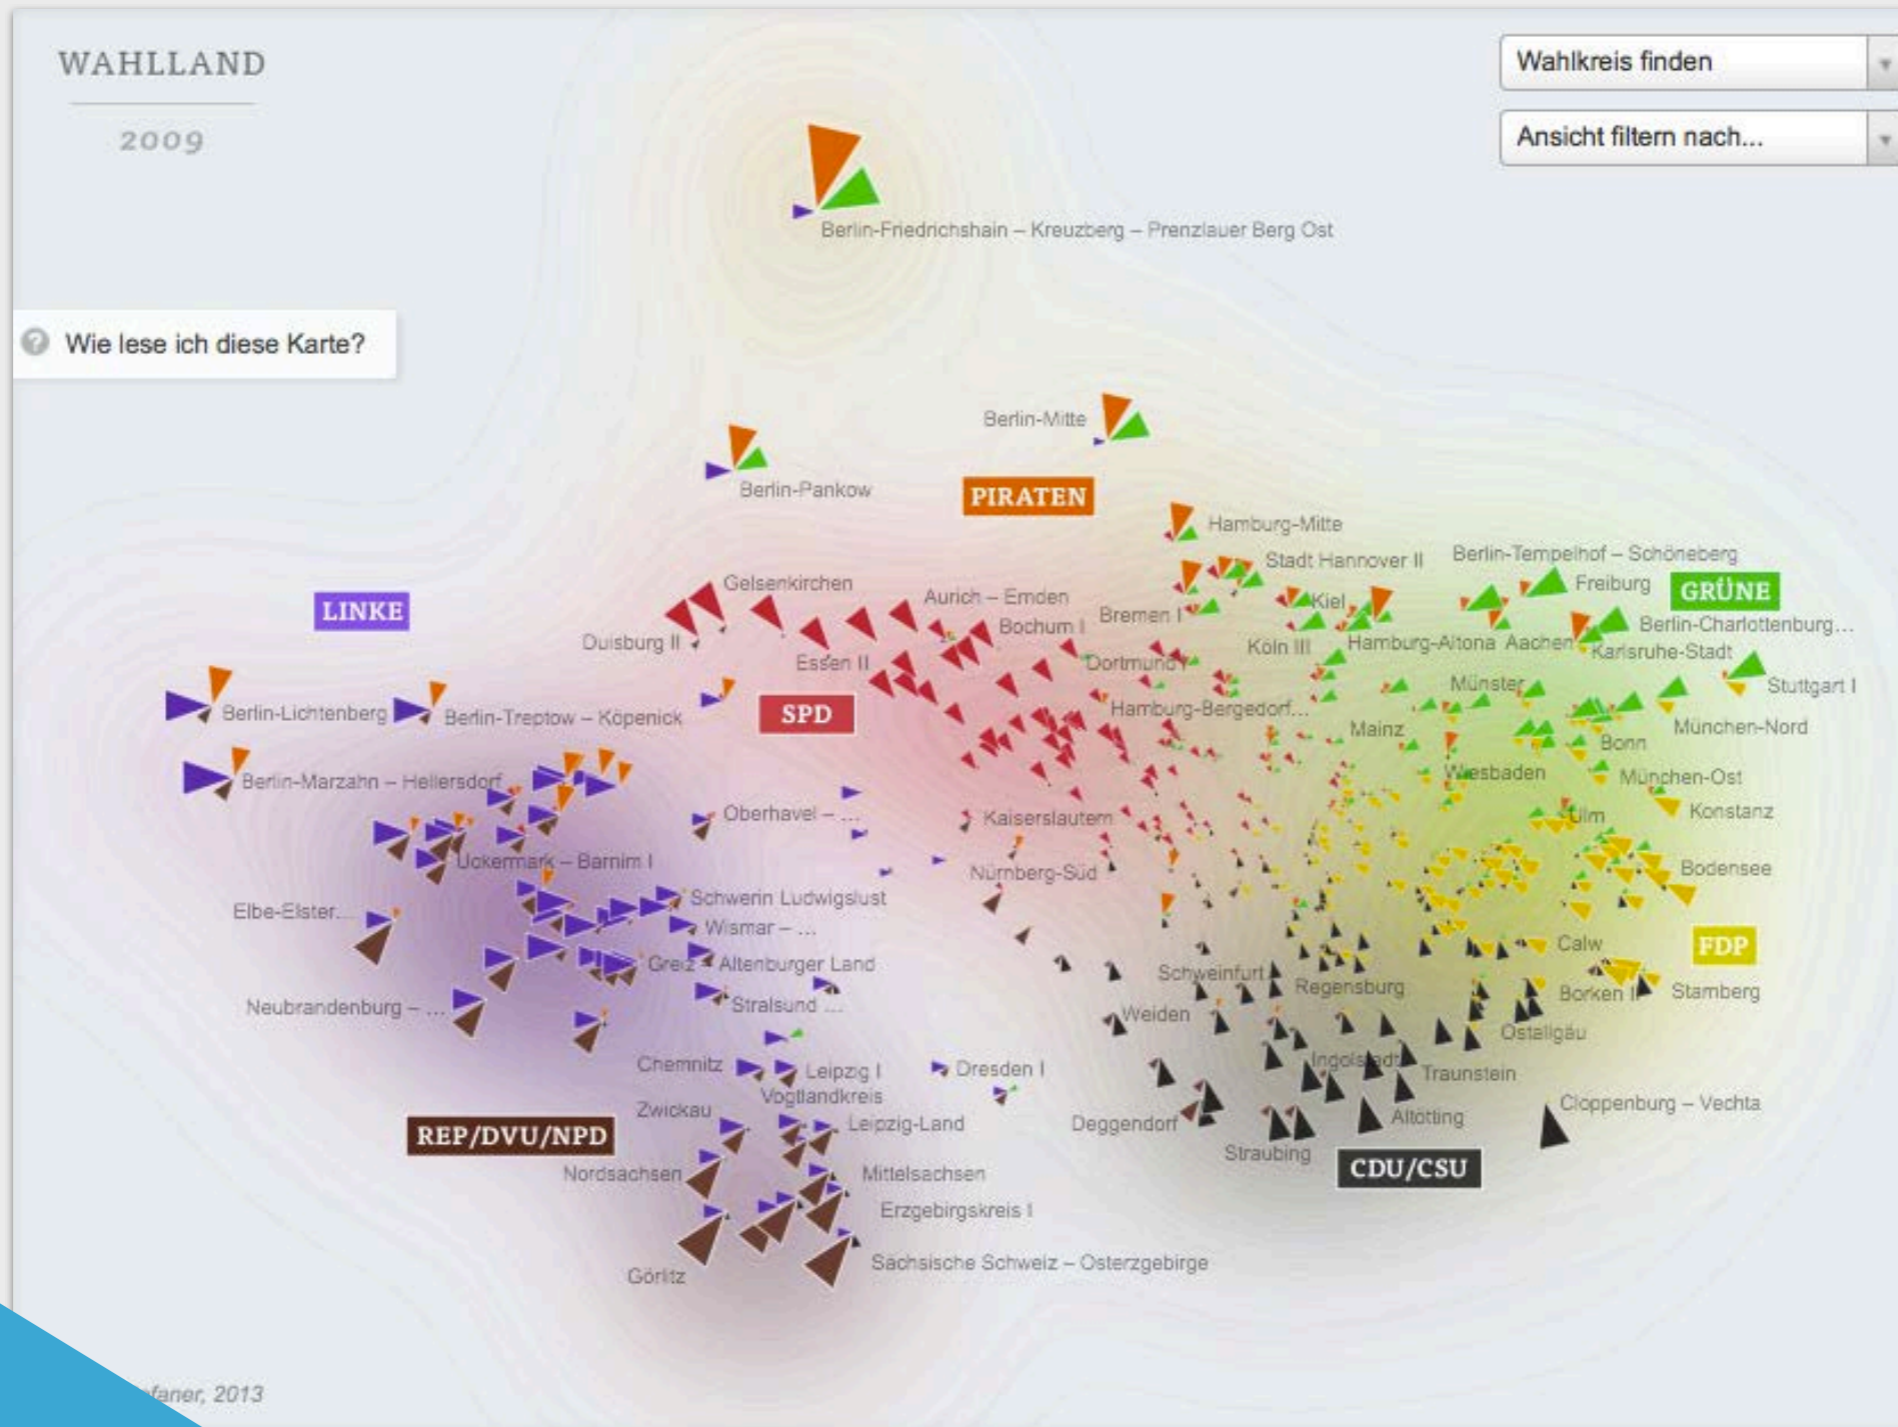 WAHLLAND
2009
Wahlkreis finden
Ansicht filtern nach...
Berlin-Friedrichshain – Kreuzberg – Prenzlauer Berg Ost
Wie lese ich diese Karte?
Berlin-Mitte
Berlin-Pankow
PIRATEN
Hamburg-Mitte
Stadt Hannover II
Berlin-Tempelhof – Schöneberg
Gelsenkirchen
Freiburg
GRÜNE
LINKE
Aurich – Emden
Kiel
Bremen I
Bochum I
Berlin-Charlottenburg...
Duisburg II
Köln III
Hamburg-Altona
Aachen
Karlsruhe-Stadt
Essen II
Dortmund
Münster
Stuttgart I
Berlin-Lichtenberg
Berlin-Treptow – Köpenick
SPD
Hamburg-Bergedorf...
Mainz
München-Nord
Bonn
Berlin-Marzahn – Hellersdorf
Wiesbaden
München-Ost
Oberhavel – ...
Kaiserslautern
Ulm
Konstanz
Uckermark – Barnim I
Nürnberg-Süd
Bodensee
Schwerin Ludwigslust
Elbe-Elster...
Wismar – ...
Calw
FDP
Greiz – Altenburger Land
Schweinfurt
Regensburg
Borken II
Starnberg
Neubrandenburg – ...
Stralsund ...
Weiden
Ostallgäu
Chemnitz
Leipzig I
Dresden I
Ingolstadt
Traunstein
Vogtlandkreis
Zwickau
Leipzig-Land
Deggendorf
Altötting
Cloppenburg – Vechta
REP/DVU/NPD
Straubing
CDU/CSU
Nordsachsen
Mittelsachsen
Erzgebirgskreis I
Görlitz
Sächsische Schweiz – Osterzgebirge
2013